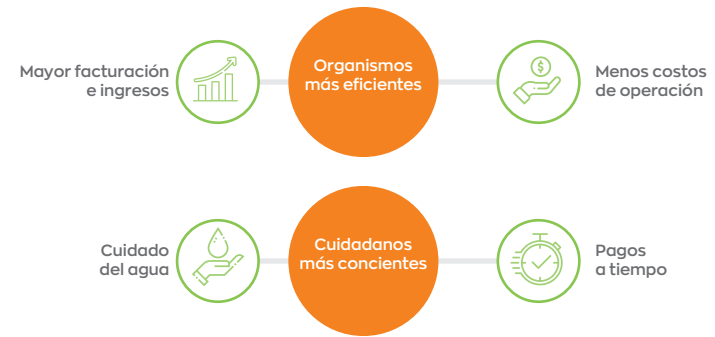 Mayor facturación
e ingresos
Organismos
más eficientes
$
Menos costos
de operación
Cuidado
del agua
Cuidadanos
más concientes
Pagos
a tiempo